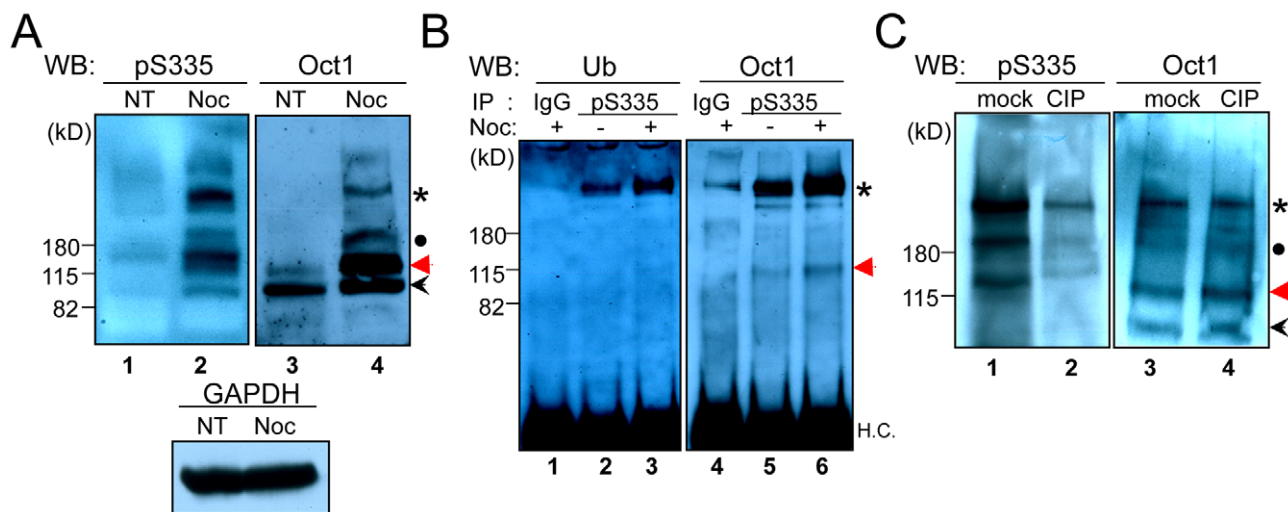 A
WB: pS335 Oct1
NT Noc NT Noc
(kD)
*
180
•
115
82
1 2 3 4
GAPDH
NT Noc
B
WB: Ub Oct1
IP : IgG pS335 IgG pS335
Noc: + - + + - +
(kD)
*
180
115
82
H.C.
1 2 3 4 5 6
C
WB: pS335 Oct1
mock CIP mock CIP
(kD)
*
180
•
115
1 2 3 4